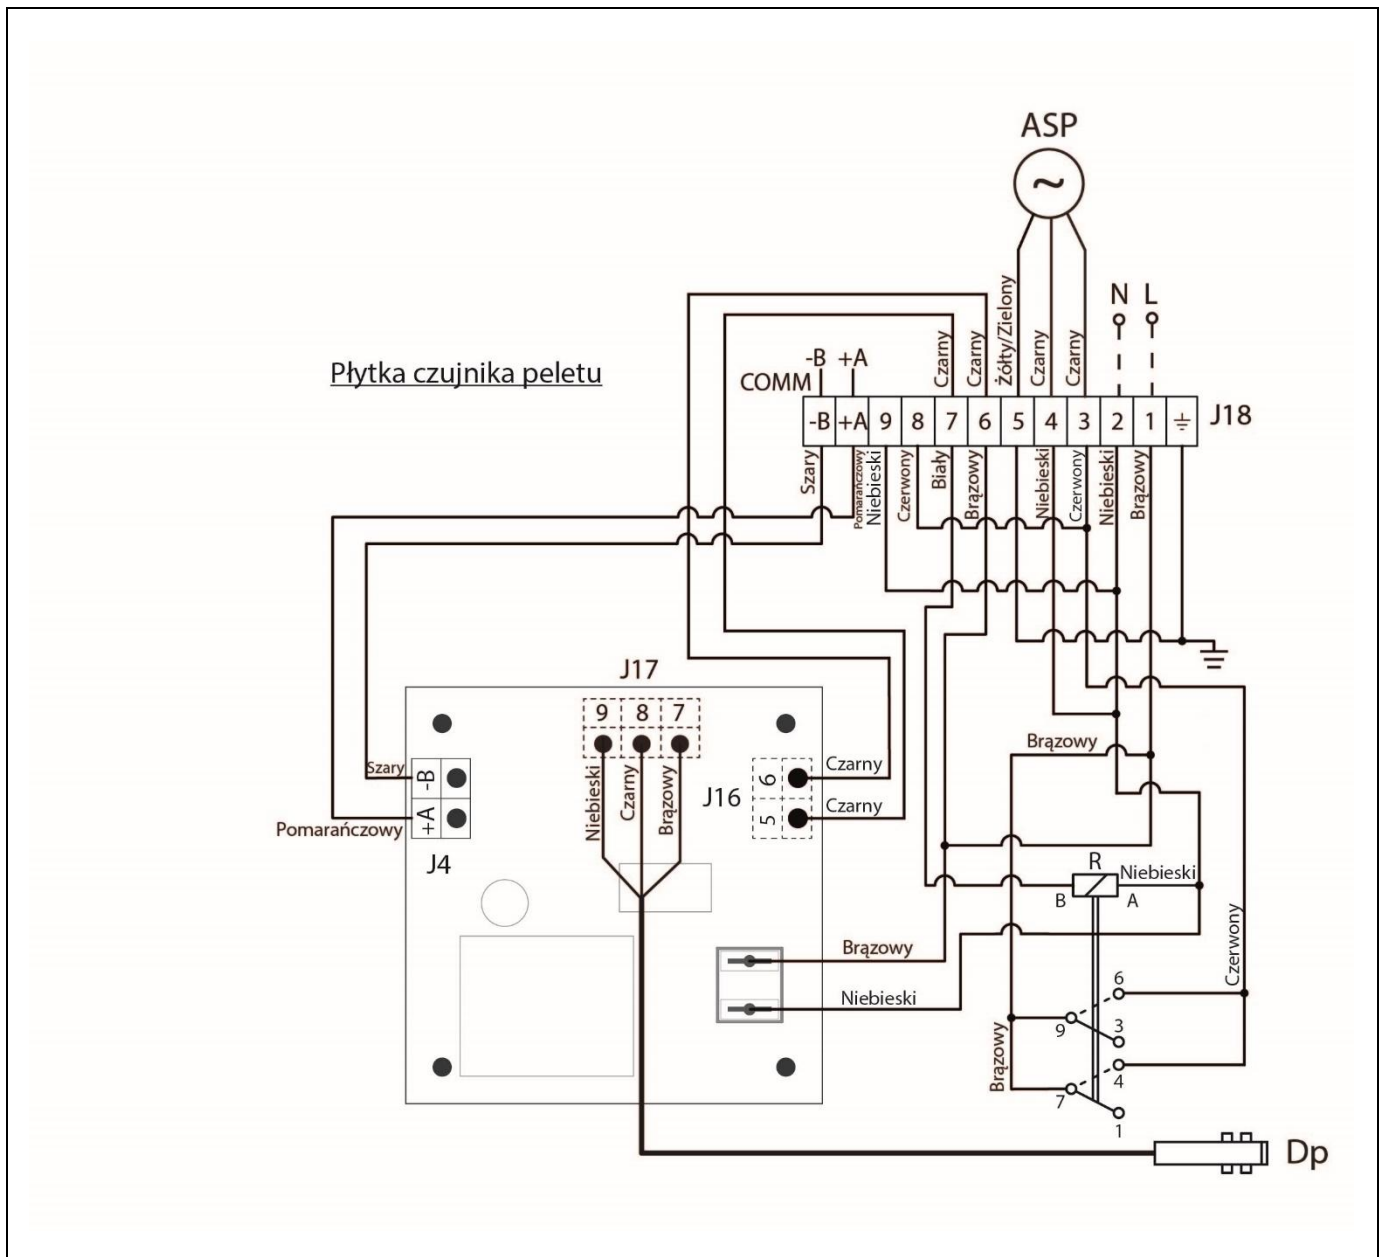 ASP
N L
Żółty/Zielony
Czarny
Czarny
Czarny
Czarny
-B +A
COMM
Płytka czujnika peletu
-B +A 9 8 7 6 5 4 3 2 1
J18
Szary
Pomarańczowy
Niebieski
Czerwony
Biały
Brązowy
Niebieski
Czerwony
Niebieski
Brązowy
J17
9 8 7
Niebieski
Czarny
Brązowy
Szary
-B
+A
Pomarańczowy
J4
J16
6
5
Czarny
Czarny
Brązowy
R
Niebieski
B A
Brązowy
Niebieski
Czerwony
Brązowy
6
9 3
4
7
1
Dp